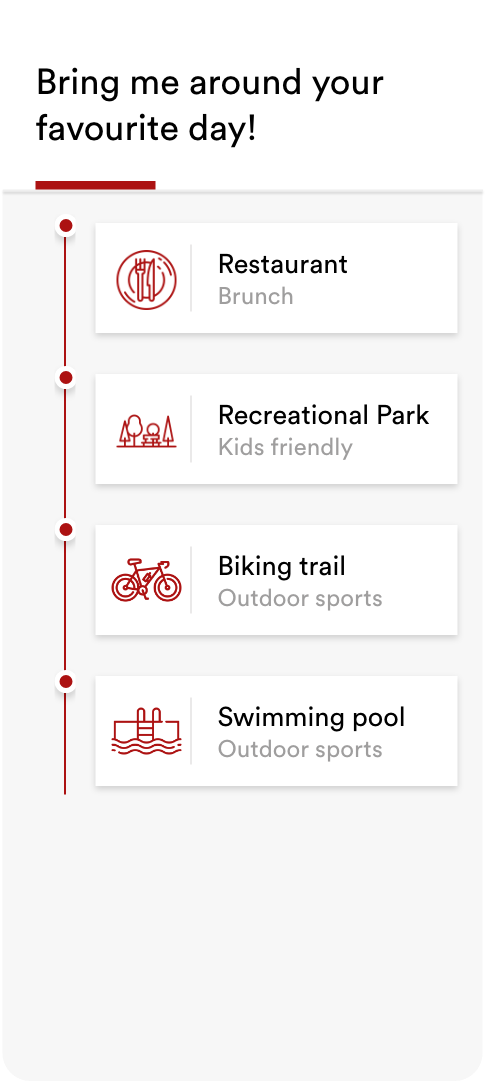 Bring me around your
favourite day!
Restaurant
Brunch
Recreational Park
Kids friendly
Biking trail
Outdoor sports
Swimming pool
Outdoor sports